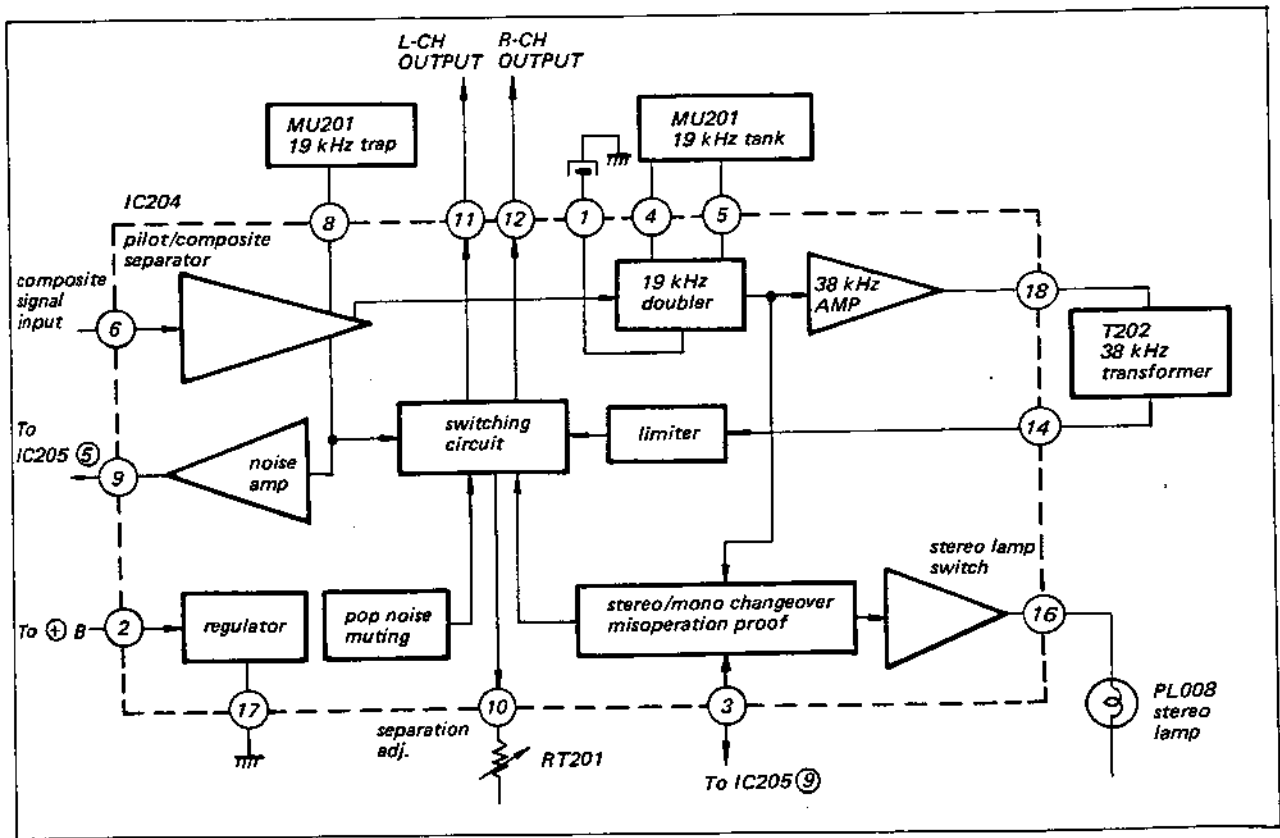 L-CH
OUTPUT
R-CH
OUTPUT
MU201
19 kHz trap
MU201
19 kHz tank
IC204
8
11
12
1
4
5
pilot/composite
separator
composite
signal
input
6
19 kHz
doubler
38 kHz
AMP
18
T202
38 kHz
transformer
To
IC205 ⑤
9
noise
amp
switching
circuit
limiter
14
stereo lamp
switch
To ⊕ B
2
regulator
pop noise
muting
stereo/mono changeover
misoperation proof
16
17
separation
adj.
10
3
PL008
stereo
lamp
RT201
To IC205 ⑨